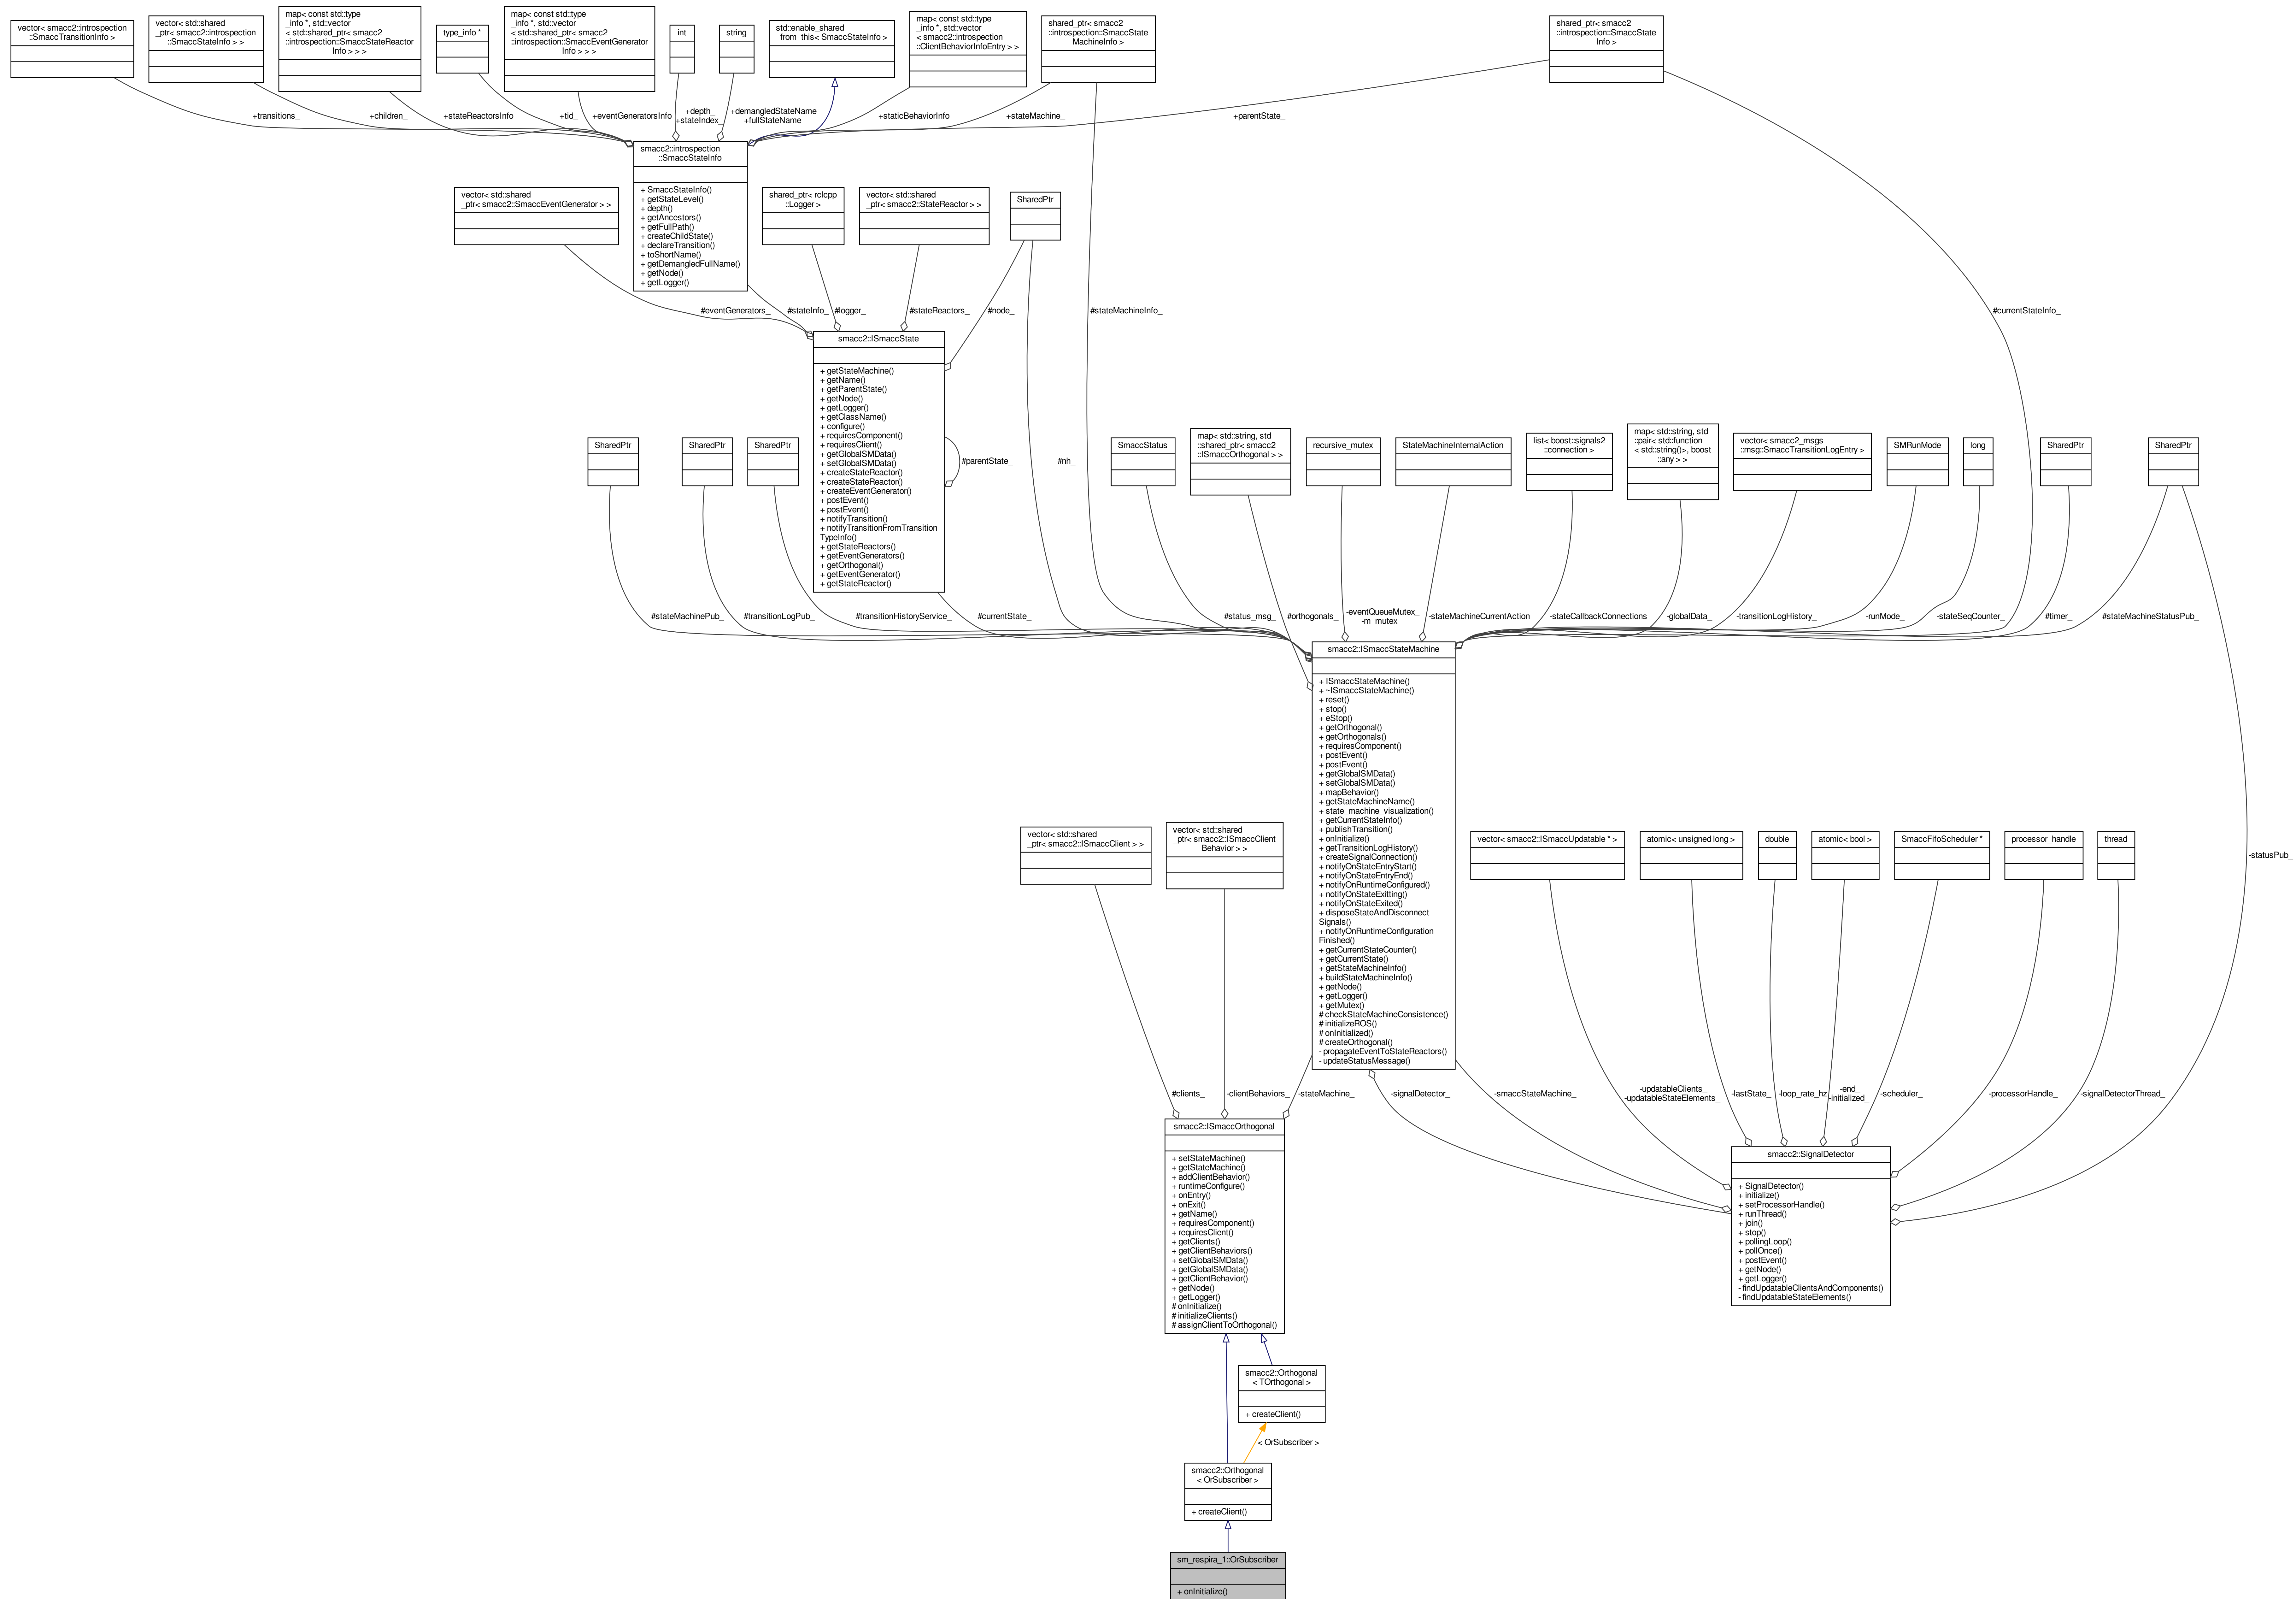 vector< smacc2::introspection
::SmaccTransitionInfo >
vector< std::shared
_ptr< smacc2::introspection
::SmaccStateInfo > >
map< const std::type
_info *, std::vector
< std::shared_ptr< smacc2
::introspection::SmaccStateReactor
Info > > >
type_info *
map< const std::type
_info *, std::vector
< std::shared_ptr< smacc2
::introspection::SmaccEventGenerator
Info > > >
int
string
std::enable_shared
_from_this< SmaccStateInfo >
map< const std::type
_info *, std::vector
< smacc2::introspection
::ClientBehaviorInfoEntry > >
shared_ptr< smacc2
::introspection::SmaccState
MachineInfo >
shared_ptr< smacc2
::introspection::SmaccState
Info >
+transitions_
+children_
+stateReactorsInfo
+tid_
+eventGeneratorsInfo
+depth_
+stateIndex_
+demangledStateName
+fullStateName
+staticBehaviorInfo
+stateMachine_
+parentState_
smacc2::introspection
::SmaccStateInfo
+ SmaccStateInfo()
+ getStateLevel()
+ depth()
+ getAncestors()
+ getFullPath()
+ createChildState()
+ declareTransition()
+ toShortName()
+ getDemangledFullName()
+ getNode()
+ getLogger()
vector< std::shared
_ptr< smacc2::SmaccEventGenerator > >
shared_ptr< rclcpp
::Logger >
vector< std::shared
_ptr< smacc2::StateReactor > >
SharedPtr
#eventGenerators_
#stateInfo_
#logger_
#stateReactors_
#node_
#stateMachineInfo_
#currentStateInfo_
smacc2::ISmaccState
+ getStateMachine()
+ getName()
+ getParentState()
+ getNode()
+ getLogger()
+ getClassName()
+ configure()
+ requiresComponent()
+ requiresClient()
+ getGlobalSMData()
+ setGlobalSMData()
+ createStateReactor()
+ createStateReactor()
+ createEventGenerator()
+ postEvent()
+ postEvent()
+ notifyTransition()
+ notifyTransitionFromTransition
TypeInfo()
+ getStateReactors()
+ getEventGenerators()
+ getOrthogonal()
+ getEventGenerator()
+ getStateReactor()
#parentState_
#nh_
SharedPtr
SharedPtr
SharedPtr
SmaccStatus
map< std::string, std
::shared_ptr< smacc2
::ISmaccOrthogonal > >
recursive_mutex
StateMachineInternalAction
list< boost::signals2
::connection >
map< std::string, std
::pair< std::function
< std::string()>, boost
::any > >
vector< smacc2_msgs
::msg::SmaccTransitionLogEntry >
SMRunMode
long
SharedPtr
SharedPtr
#stateMachinePub_
#transitionLogPub_
#transitionHistoryService_
#currentState_
#status_msg_
#orthogonals_
-eventQueueMutex_
-m_mutex_
-stateMachineCurrentAction
-stateCallbackConnections
-globalData_
-transitionLogHistory_
-runMode_
-stateSeqCounter_
#timer_
#stateMachineStatusPub_
smacc2::ISmaccStateMachine
+ ISmaccStateMachine()
+ ~ISmaccStateMachine()
+ reset()
+ stop()
+ eStop()
+ getOrthogonal()
+ getOrthogonals()
+ requiresComponent()
+ postEvent()
+ postEvent()
+ getGlobalSMData()
+ setGlobalSMData()
+ mapBehavior()
+ getStateMachineName()
+ state_machine_visualization()
+ getCurrentStateInfo()
+ publishTransition()
+ onInitialize()
+ getTransitionLogHistory()
+ createSignalConnection()
+ notifyOnStateEntryStart()
+ notifyOnStateEntryEnd()
+ notifyOnRuntimeConfigured()
+ notifyOnStateExitting()
+ notifyOnStateExited()
+ disposeStateAndDisconnect
Signals()
+ notifyOnRuntimeConfiguration
Finished()
+ getCurrentStateCounter()
+ getCurrentState()
+ getStateMachineInfo()
+ buildStateMachineInfo()
+ getNode()
+ getLogger()
+ getMutex()
# checkStateMachineConsistence()
# initializeROS()
# onInitialized()
# createOrthogonal()
- propagateEventToStateReactors()
- updateStatusMessage()
vector< std::shared
_ptr< smacc2::ISmaccClient > >
vector< std::shared
_ptr< smacc2::ISmaccClient
Behavior > >
vector< smacc2::ISmaccUpdatable * >
atomic< unsigned long >
double
atomic< bool >
SmaccFifoScheduler *
processor_handle
thread
-statusPub_
#clients_
-clientBehaviors_
-stateMachine_
-signalDetector_
-smaccStateMachine_
-updatableClients_
-updatableStateElements_
-lastState_
-loop_rate_hz
-end_
-initialized_
-scheduler_
-processorHandle_
-signalDetectorThread_
smacc2::ISmaccOrthogonal
+ setStateMachine()
+ getStateMachine()
+ addClientBehavior()
+ runtimeConfigure()
+ onEntry()
+ onExit()
+ getName()
+ requiresComponent()
+ requiresClient()
+ getClients()
+ getClientBehaviors()
+ setGlobalSMData()
+ getGlobalSMData()
+ getClientBehavior()
+ getNode()
+ getLogger()
# onInitialize()
# initializeClients()
# assignClientToOrthogonal()
smacc2::SignalDetector
+ SignalDetector()
+ initialize()
+ setProcessorHandle()
+ runThread()
+ join()
+ stop()
+ pollingLoop()
+ pollOnce()
+ postEvent()
+ getNode()
+ getLogger()
- findUpdatableClientsAndComponents()
- findUpdatableStateElements()
smacc2::Orthogonal
< TOrthogonal >
+ createClient()
< OrSubscriber >
smacc2::Orthogonal
< OrSubscriber >
+ createClient()
sm_respira_1::OrSubscriber
+ onInitialize()